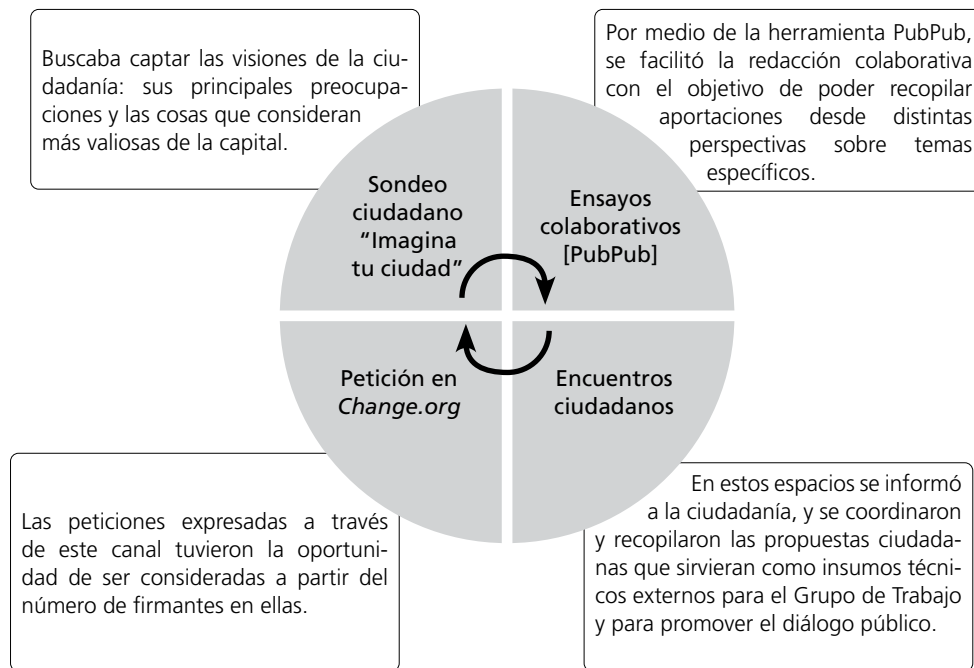 Buscaba captar las visiones de la ciu-
dadanía: sus principales preocupa-
ciones y las cosas que consideran
más valiosas de la capital.
Por medio de la herramienta PubPub,
se facilitó la redacción colaborativa
con el objetivo de poder recopilar
aportaciones desde distintas
perspectivas sobre temas
específicos.
Sondeo
ciudadano
“Imagina
tu ciudad”
Ensayos
colaborativos
[PubPub]
Petición en
Change.org
Encuentros
ciudadanos
Las peticiones expresadas a través
de este canal tuvieron la oportuni-
dad de ser consideradas a partir del
número de firmantes en ellas.
En estos espacios se informó
a la ciudadanía, y se coordinaron
y recopilaron las propuestas ciudada-
nas que sirvieran como insumos técni-
cos externos para el Grupo de Trabajo
y para promover el diálogo público.